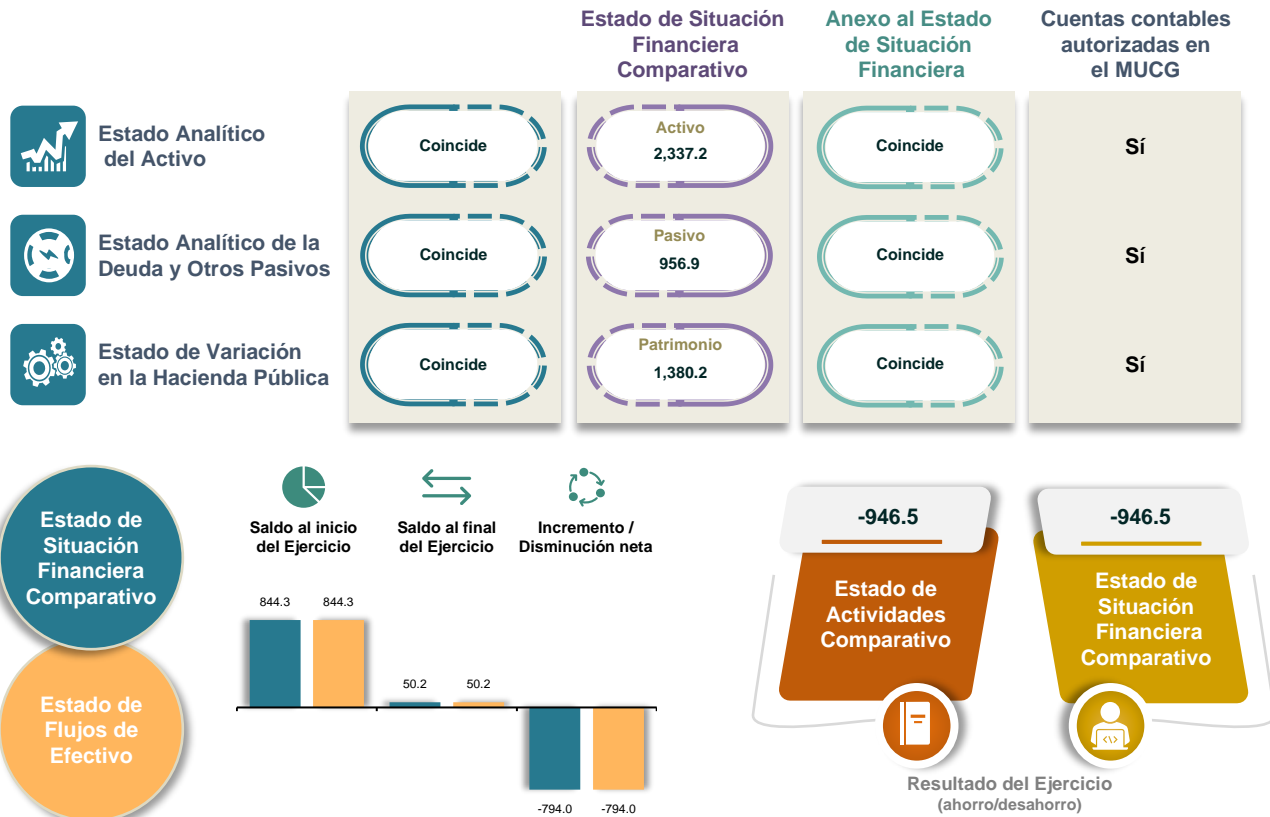 Estado de Situación
Financiera
Comparativo
Anexo al Estado
de Situación
Financiera
Cuentas contables
autorizadas en
el MUCG
Estado Analítico
del Activo
Coincide
Activo
2,337.2
Coincide
Sí
Estado Analítico de la
Deuda y Otros Pasivos
Coincide
Pasivo
956.9
Coincide
Sí
Estado de Variación
en la Hacienda Pública
Coincide
Patrimonio
1,380.2
Coincide
Sí
Estado de
Situación
Financiera
Comparativo
Estado de
Flujos de
Efectivo
Saldo al inicio
del Ejercicio
Saldo al final
del Ejercicio
Incremento /
Disminución neta
844.3
844.3
50.2
50.2
-794.0
-794.0
-946.5
Estado de
Actividades
Comparativo
-946.5
Estado de
Situación
Financiera
Comparativo
Resultado del Ejercicio
(ahorro/desahorro)